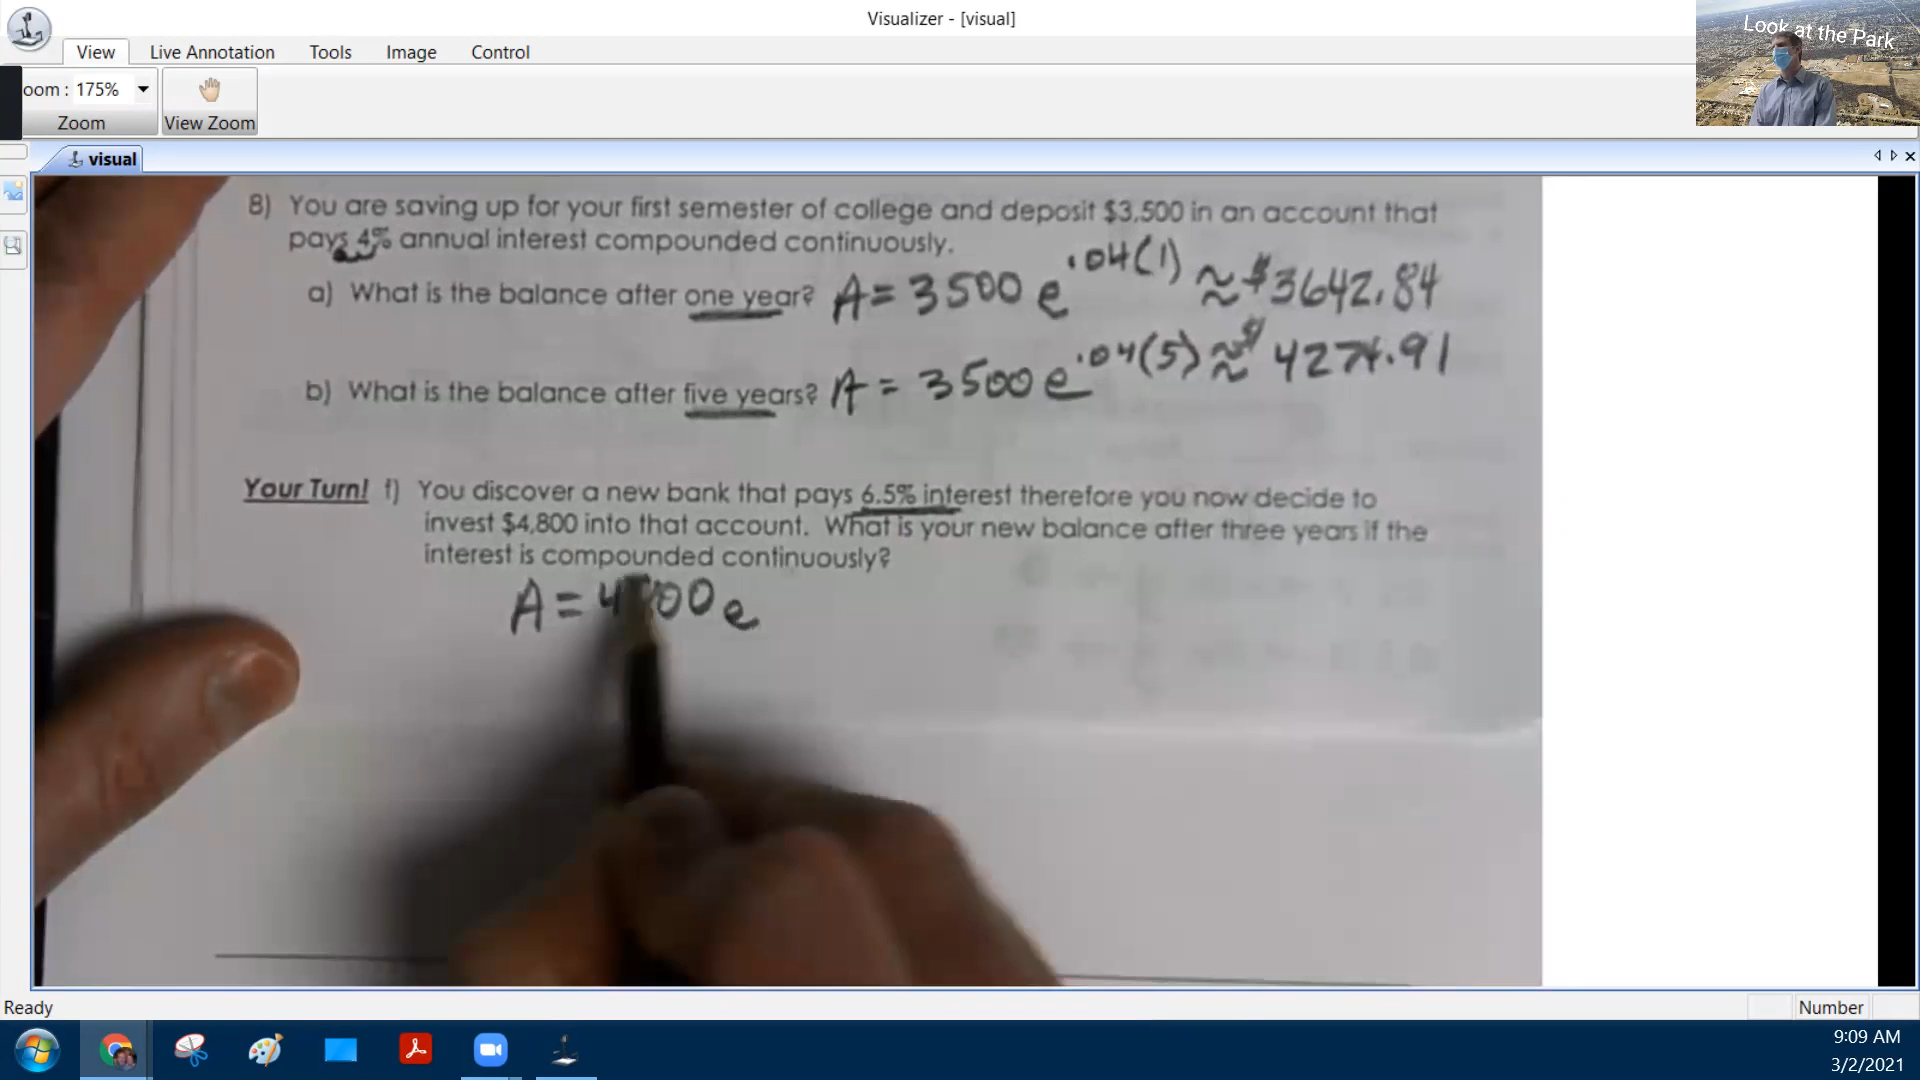 Visualizer - [visual]
Look at the Park
View Live Annotation Tools Image Control
oom : 175%
Zoom View Zoom
visual
8) You are saving up for your first semester of college and deposit $3,500 in an account that
pays 4% annual interest compounded continuously.
a) What is the balance after one year? A = 3500 e^.04(1) ≈ $3642.84
b) What is the balance after five years? A = 3500 e^.04(5) ≈ $4274.91
Your Turn! f) You discover a new bank that pays 6.5% interest therefore you now decide to
invest $4,800 into that account. What is your new balance after three years if the
interest is compounded continuously?
A = 4 00 e
Ready Number
9:09 AM
3/2/2021